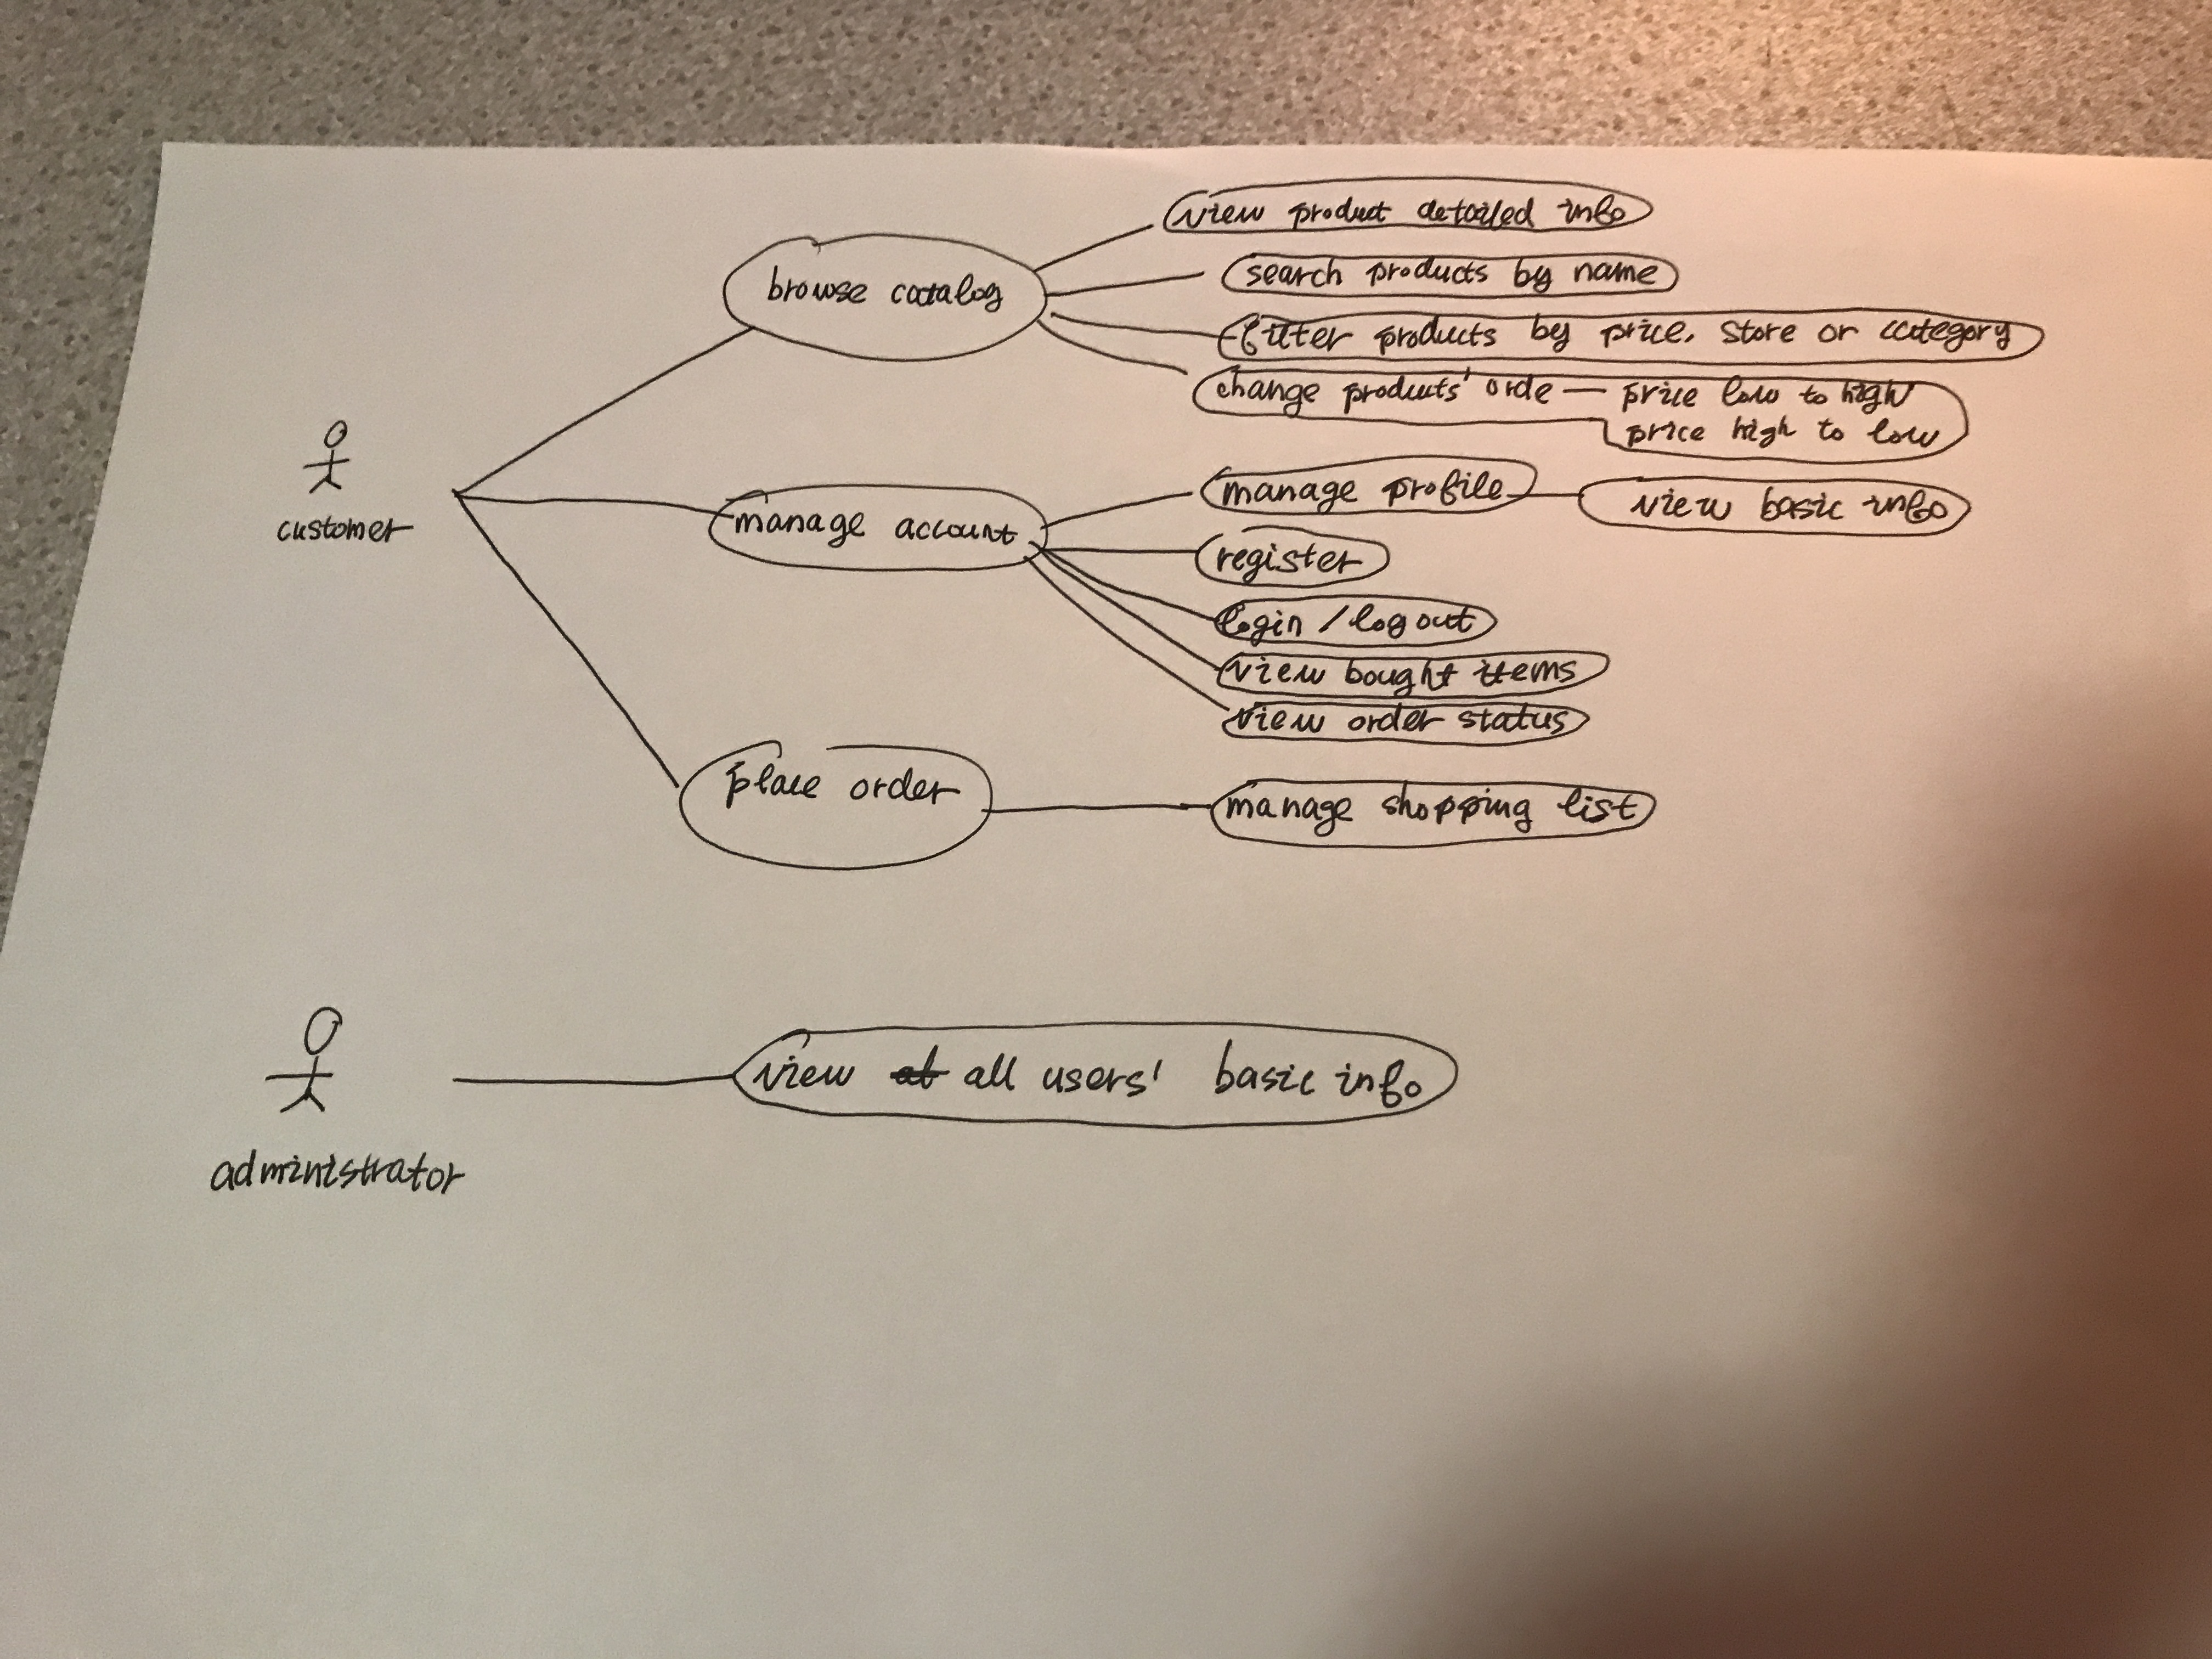 view product detailed info
browse catalog
search products by name
filter products by price, store or category
change products' orde — price low to high
price high to low
customer
manage account
manage profile
view basic info
register
login / log out
view bought items
view order status
place order
manage shopping list
view all users' basic info
administrator